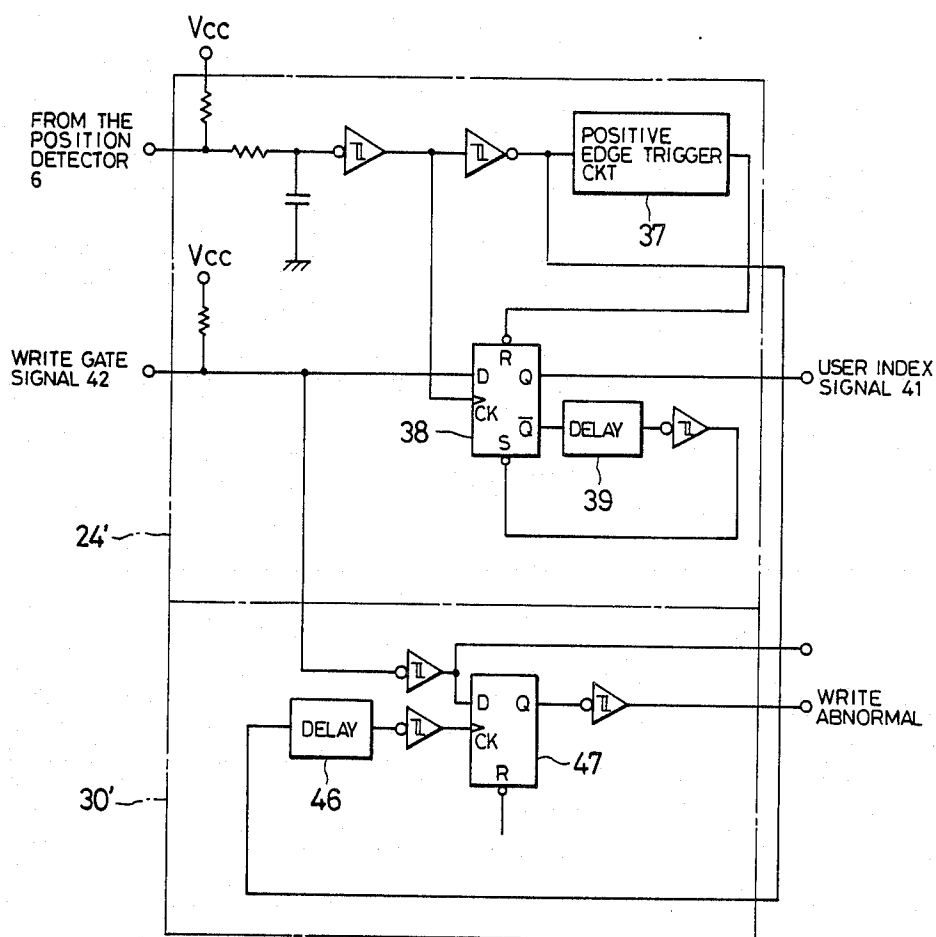 Vcc
FROM THE
POSITION
DETECTOR
6
POSITIVE
EDGE TRIGGER
CKT
37
Vcc
WRITE GATE
SIGNAL 42
R
D
Q
CK
Q̅
S
38
DELAY
39
USER INDEX
SIGNAL 41
24'
D
Q
CK
R
47
DELAY
46
WRITE
ABNORMAL
30'